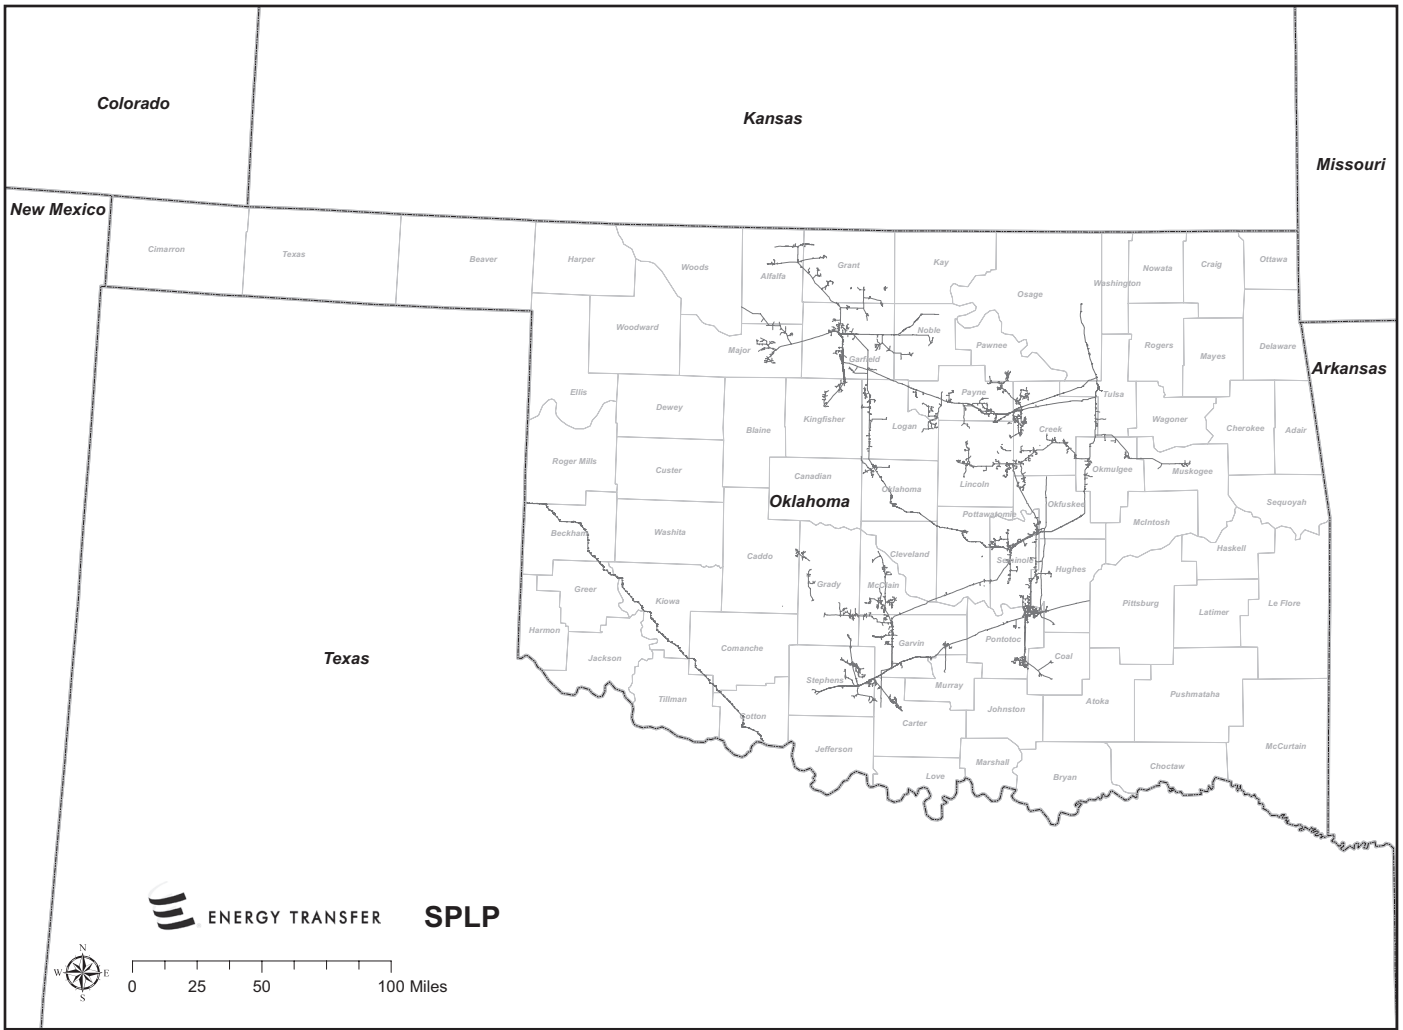 Colorado
Kansas
Missouri
New Mexico
Cimarron
Texas
Beaver
Harper
Woods
Alfalfa
Grant
Kay
Osage
Washington
Nowata
Craig
Ottawa
Woodward
Major
Garfield
Noble
Pawnee
Rogers
Mayes
Delaware
Arkansas
Ellis
Dewey
Blaine
Kingfisher
Logan
Payne
Creek
Tulsa
Wagoner
Cherokee
Adair
Roger Mills
Custer
Canadian
Oklahoma
Oklahoma
Lincoln
Okmulgee
Muskogee
Okfuskee
Sequoyah
Beckham
Washita
Caddo
Pottawatomie
McIntosh
Cleveland
Seminole
Haskell
Hughes
Greer
Kiowa
Grady
McClain
Pittsburg
Latimer
Le Flore
Harmon
Jackson
Comanche
Garvin
Pontotoc
Coal
Texas
Tillman
Stephens
Murray
Johnston
Atoka
Pushmataha
Cotton
Carter
Jefferson
Love
Marshall
Bryan
Choctaw
McCurtain
ENERGY TRANSFER
SPLP
N
W E
S
0 25 50 100 Miles